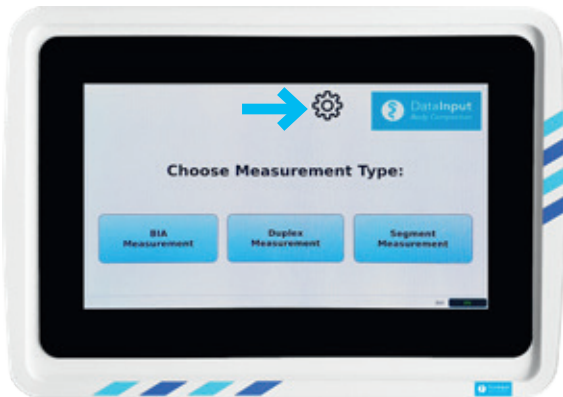 DataInput
Body Composition
Choose Measurement Type:
BIA
Measurement
Duplex
Measurement
Segment
Measurement